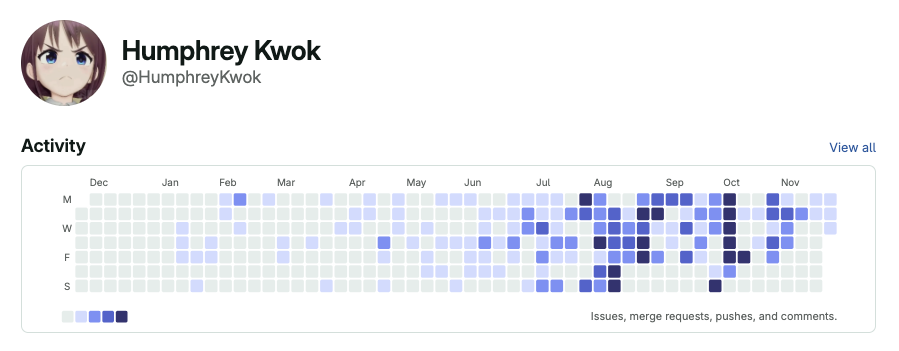 Humphrey Kwok
@HumphreyKwok
Activity
View all
Dec Jan Feb Mar Apr May Jun Jul Aug Sep Oct Nov
M
W
F
S
Issues, merge requests, pushes, and comments.